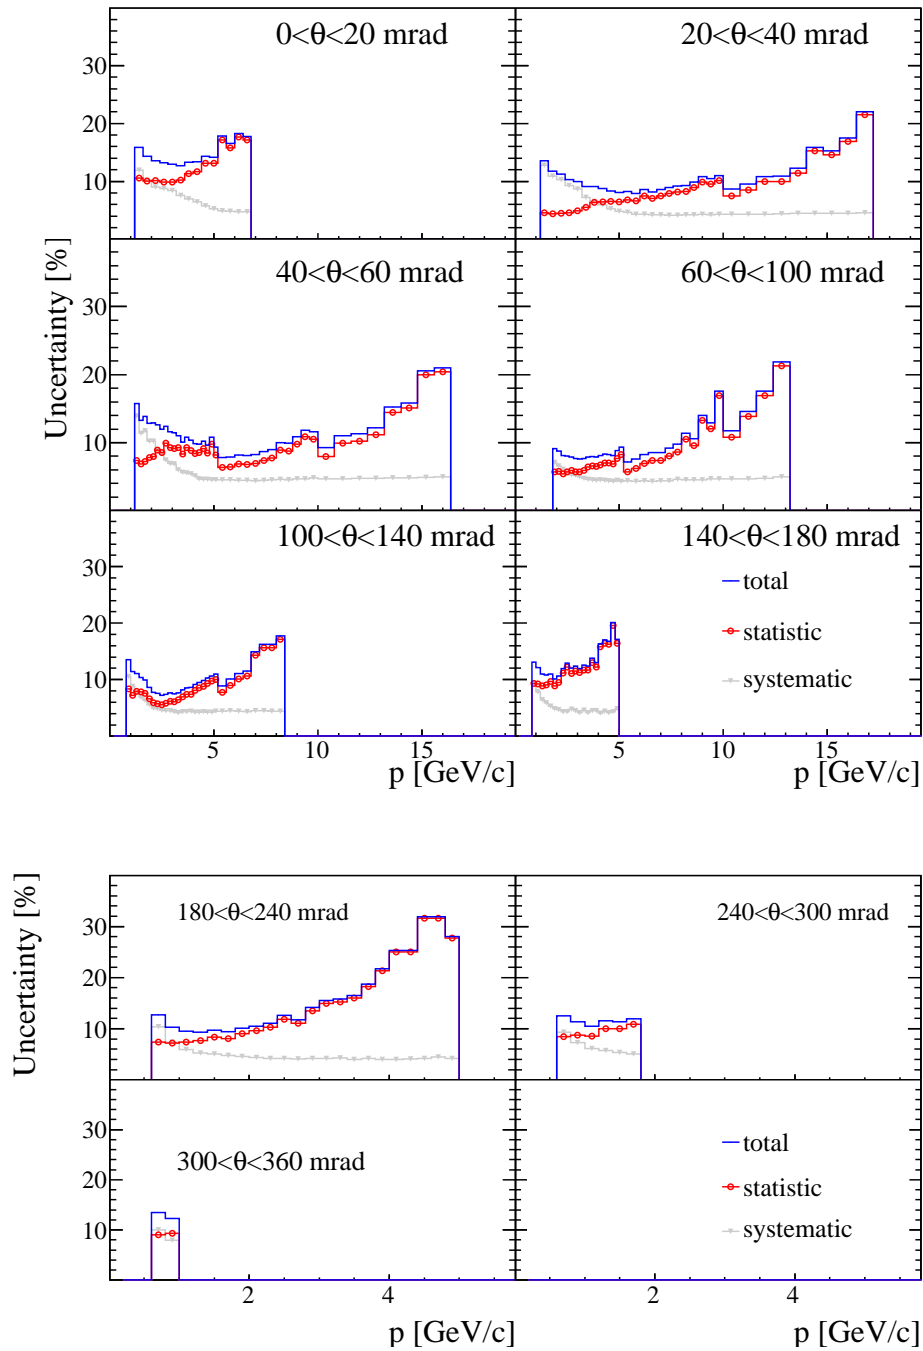 0<θ<20 mrad
20<θ<40 mrad
30
20
10
Uncertainty [%]
40<θ<60 mrad
60<θ<100 mrad
30
20
10
100<θ<140 mrad
140<θ<180 mrad
30
20
10
total
statistic
systematic
5 10 15
5 10 15
p [GeV/c]
p [GeV/c]
Uncertainty [%]
180<θ<240 mrad
240<θ<300 mrad
30
20
10
300<θ<360 mrad
30
20
10
total
statistic
systematic
2 4
2 4
p [GeV/c]
p [GeV/c]